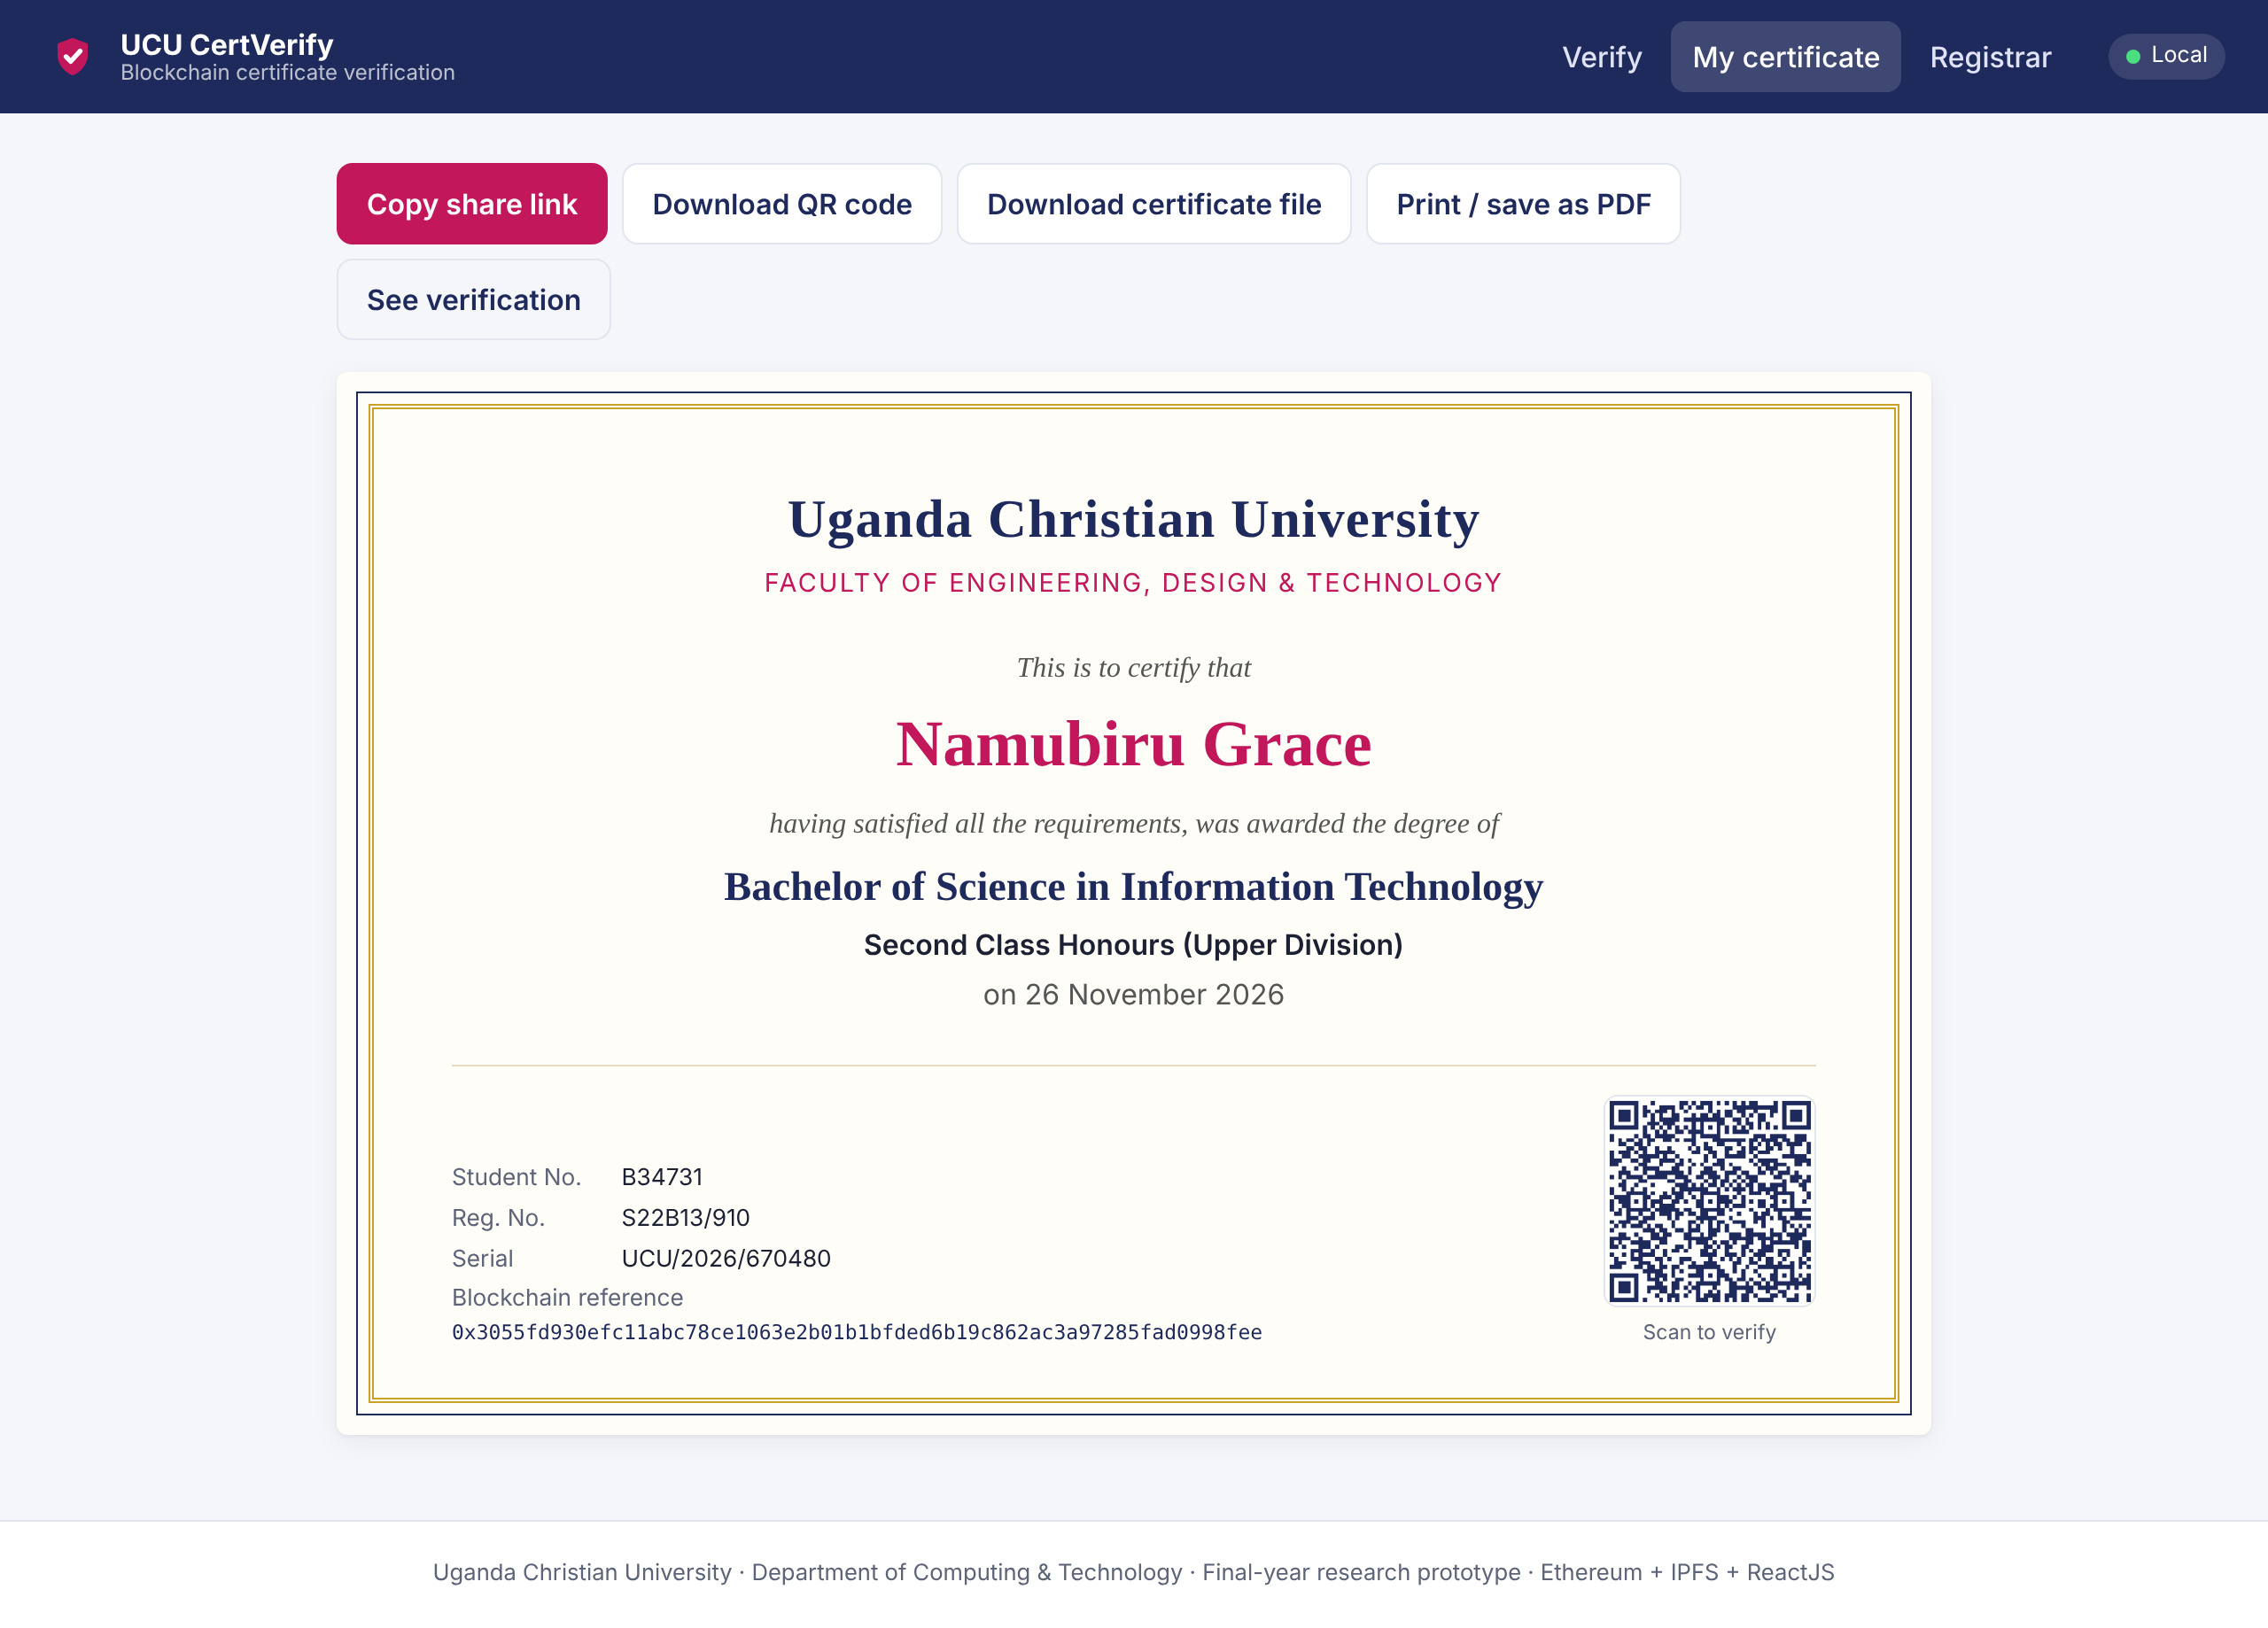 UCU CertVerify
Blockchain certificate verification
Verify
My certificate
Registrar
Local
Copy share link
Download QR code
Download certificate file
Print / save as PDF
See verification
Uganda Christian University
FACULTY OF ENGINEERING, DESIGN & TECHNOLOGY
This is to certify that
Namubiru Grace
having satisfied all the requirements, was awarded the degree of
Bachelor of Science in Information Technology
Second Class Honours (Upper Division)
on 26 November 2026
Student No. B34731
Reg. No. S22B13/910
Serial UCU/2026/670480
Blockchain reference
0x3055fd930efc11abc78ce1063e2b01b1bfded6b19c862ac3a97285fad0998fee
Scan to verify
Uganda Christian University · Department of Computing & Technology · Final-year research prototype · Ethereum + IPFS + ReactJS